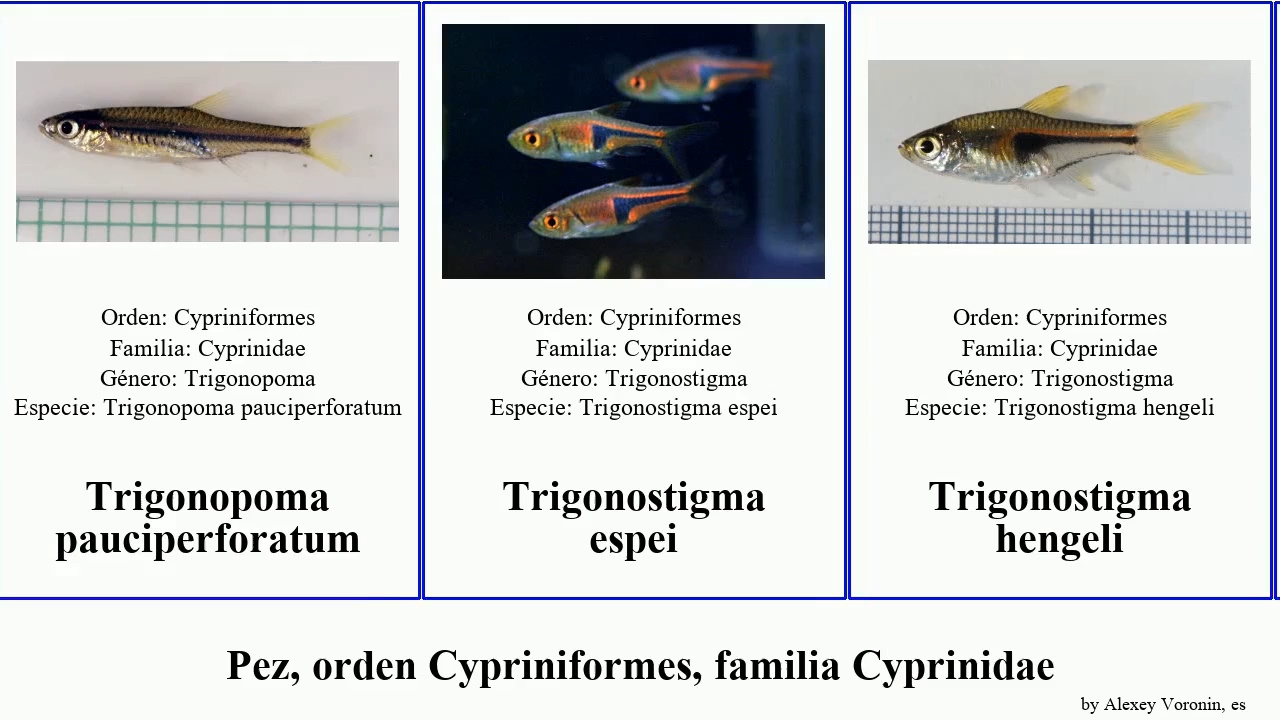 Orden: Cypriniformes
Familia: Cyprinidae
Género: Trigonopoma
Especie: Trigonopoma pauciperforatum
Trigonopoma
pauciperforatum
Orden: Cypriniformes
Familia: Cyprinidae
Género: Trigonostigma
Especie: Trigonostigma espei
Trigonostigma
espei
Orden: Cypriniformes
Familia: Cyprinidae
Género: Trigonostigma
Especie: Trigonostigma hengeli
Trigonostigma
hengeli
Pez, orden Cypriniformes, familia Cyprinidae
by Alexey Voronin, es